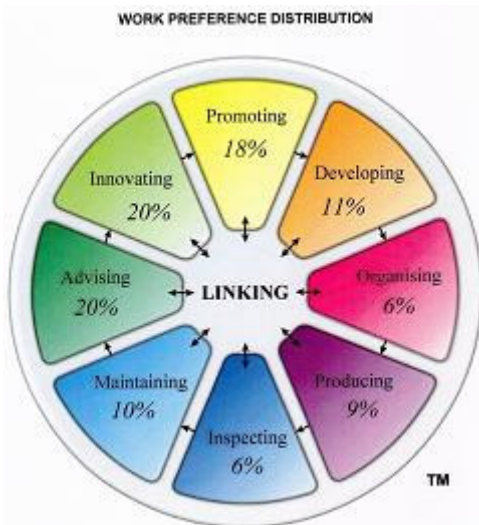 WORK PREFERENCE DISTRIBUTION
Promoting
18%
Developing
11%
Organising
6%
Producing
9%
Inspecting
6%
Maintaining
10%
Advising
20%
Innovating
20%
LINKING
TM